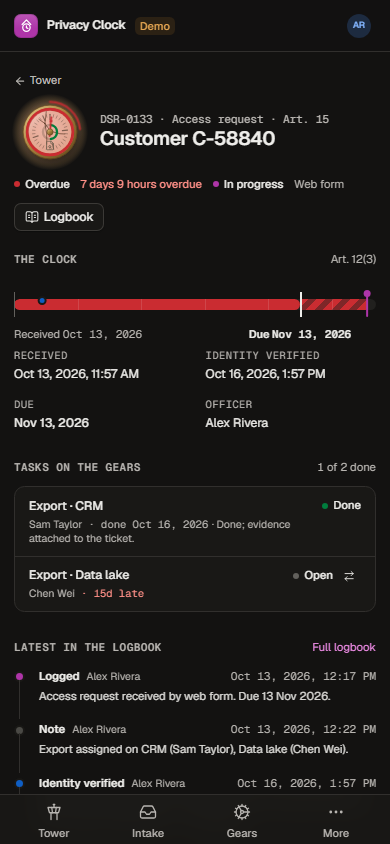 Privacy Clock Demo AR
← Tower
DSR-0133 · Access request · Art. 15
Customer C-58840
Overdue 7 days 9 hours overdue In progress Web form
Logbook
THE CLOCK Art. 12(3)
Received Oct 13, 2026 Due Nov 13, 2026
RECEIVED IDENTITY VERIFIED
Oct 13, 2026, 11:57 AM Oct 16, 2026, 1:57 PM
DUE OFFICER
Nov 13, 2026 Alex Rivera
TASKS ON THE GEARS 1 of 2 done
Export · CRM Done
Sam Taylor · done Oct 16, 2026 · Done; evidence
attached to the ticket.
Export · Data lake Open
Chen Wei · 15d late
LATEST IN THE LOGBOOK Full logbook
Logged Alex Rivera Oct 13, 2026, 12:17 PM
Access request received by web form. Due 13 Nov 2026.
Note Alex Rivera Oct 13, 2026, 12:22 PM
Export assigned on CRM (Sam Taylor), Data lake (Chen Wei).
Identity verified Alex Rivera Oct 16, 2026, 1:57 PM
Tower Intake Gears More